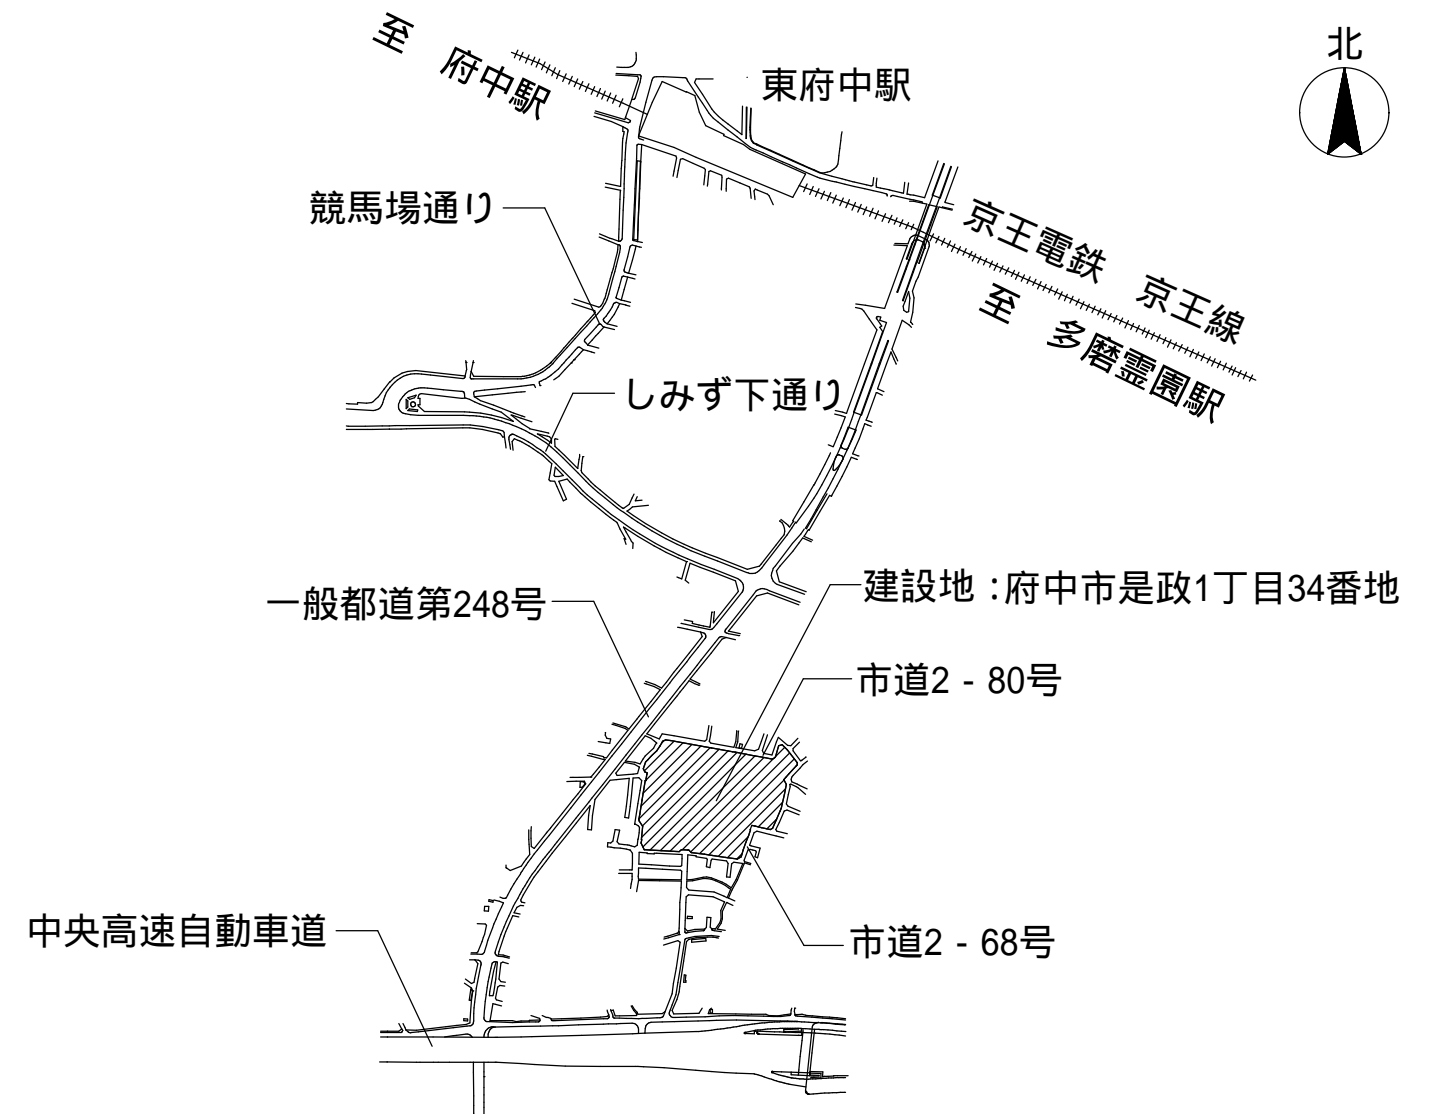 至　府中駅
東府中駅
北
競馬場通り
京王電鉄　京王線
至　多磨霊園駅
しみず下通り
建設地：府中市是政1丁目34番地
一般都道第248号
市道2‐80号
中央高速自動車道
市道2‐68号